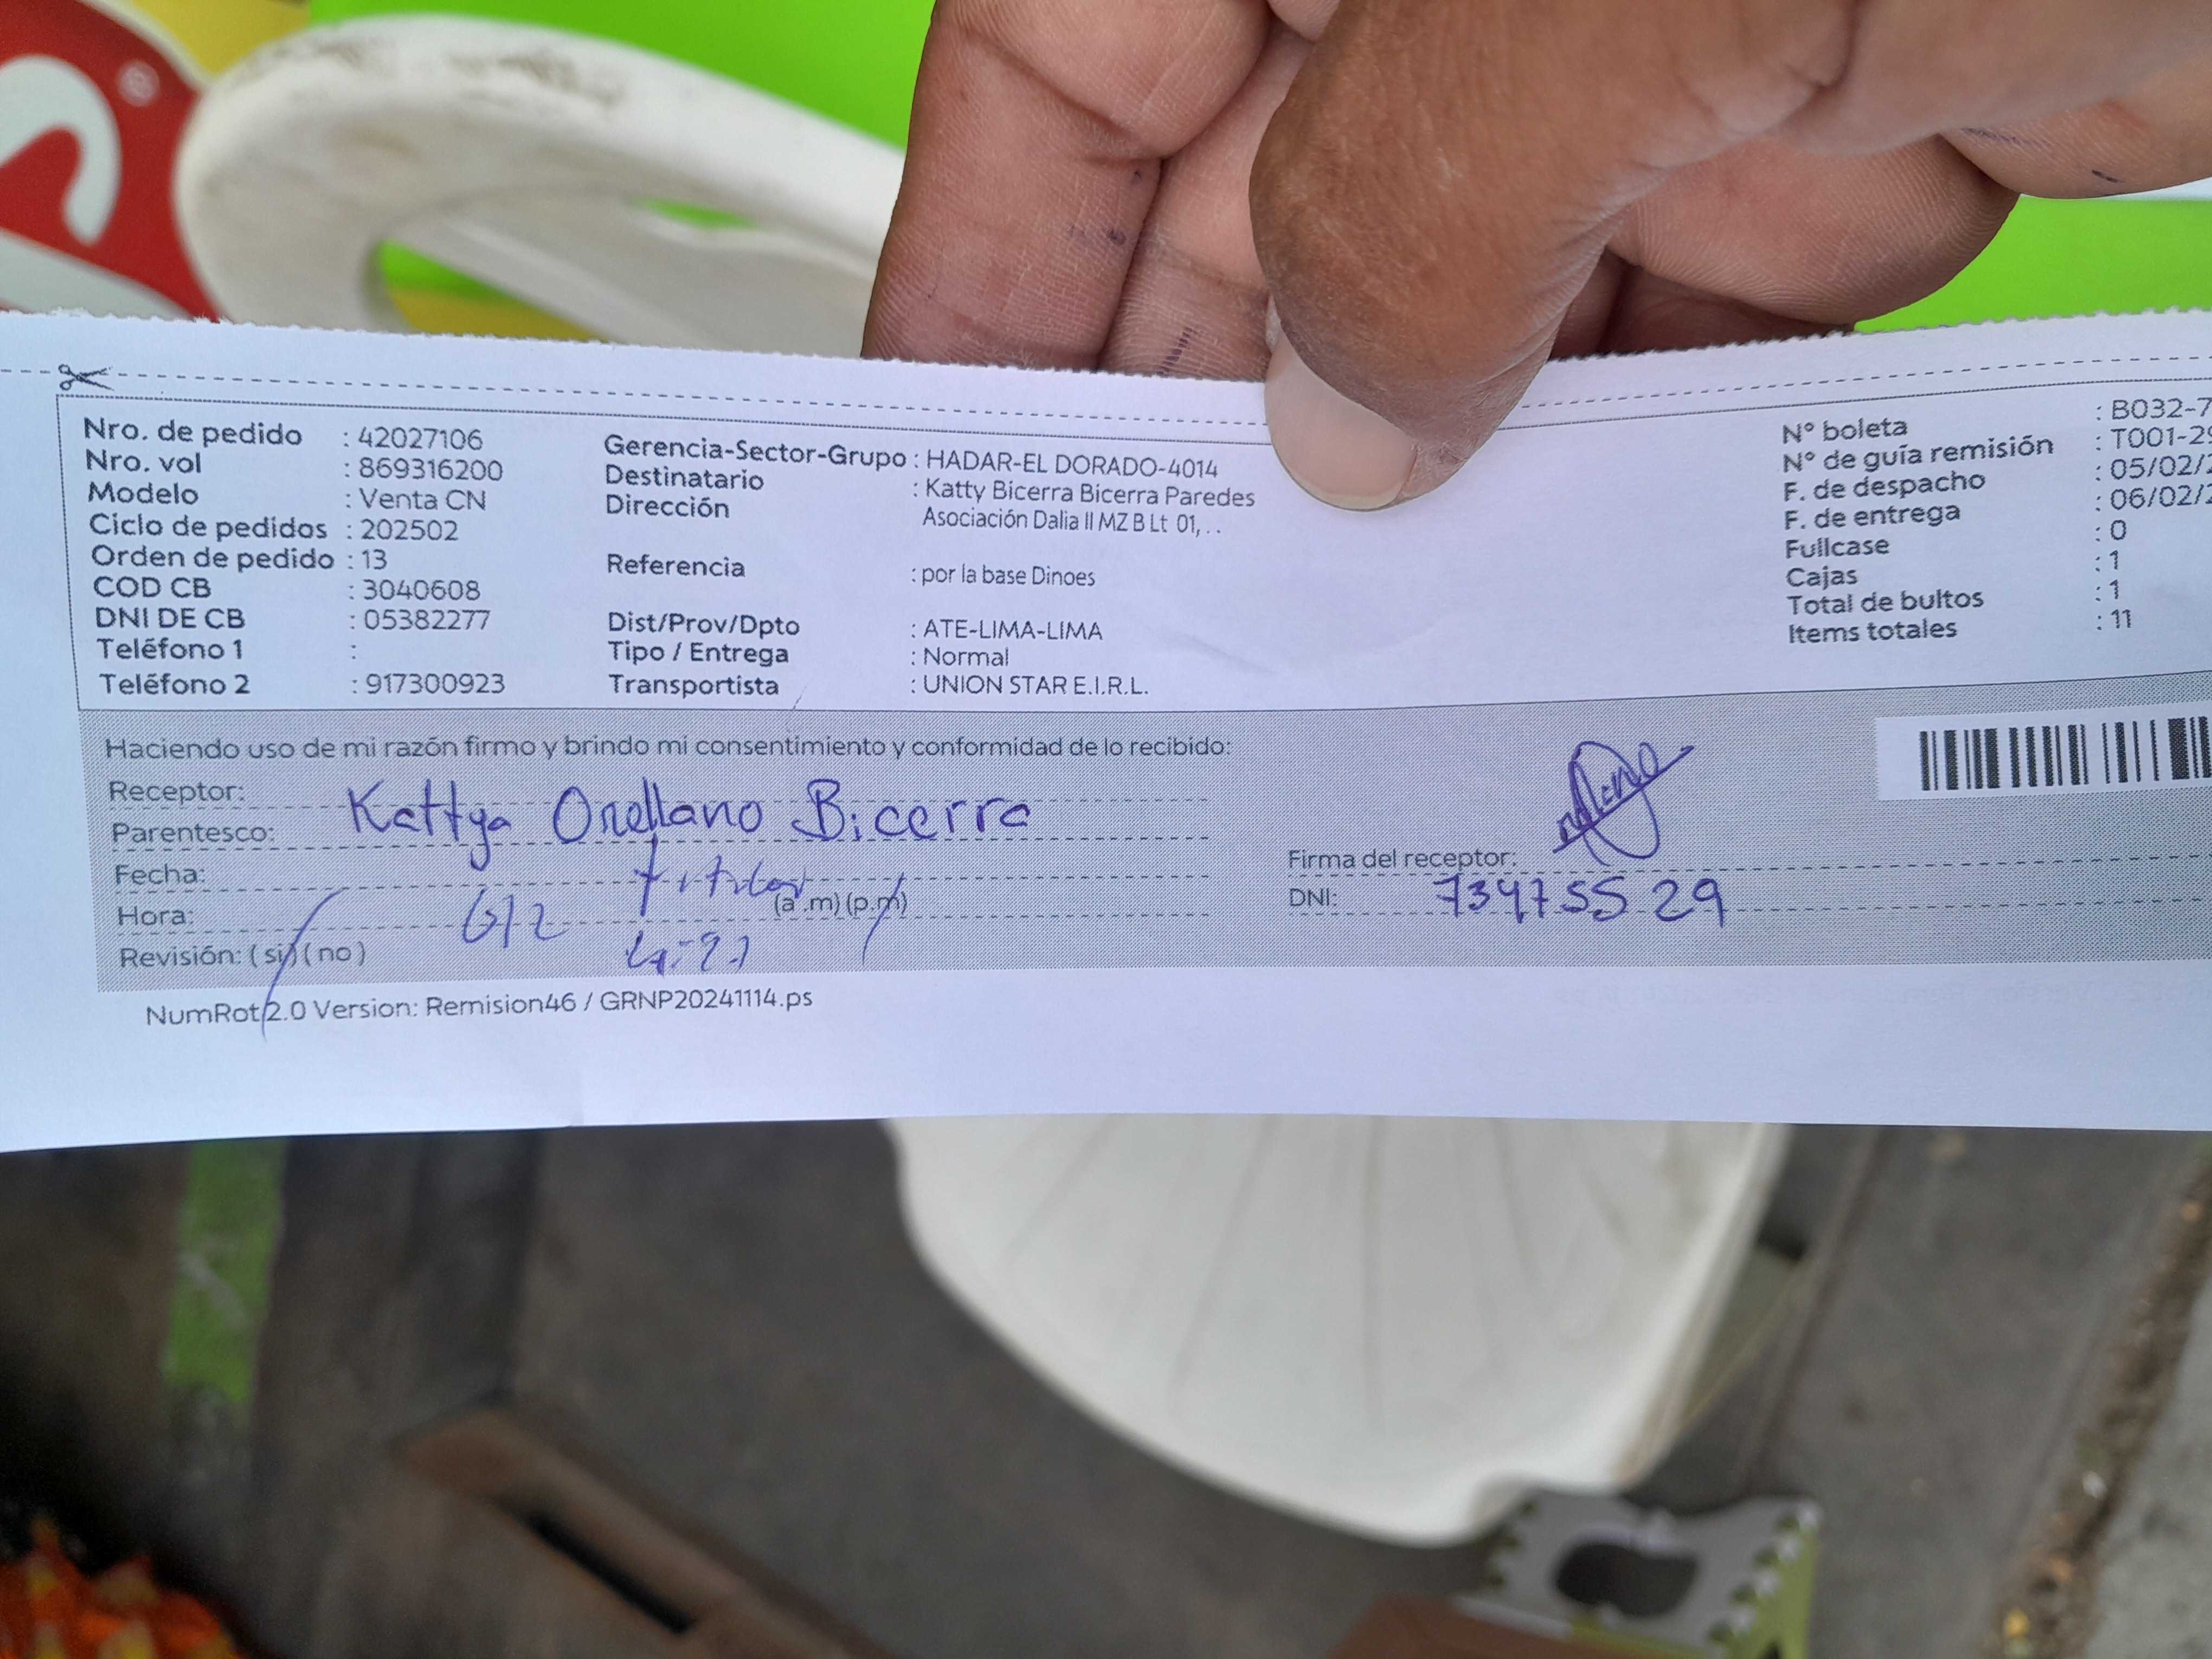 Nro. de pedido : 42027106
Nro. vol : 869316200
Modelo : Venta CN
Ciclo de pedidos : 202502
Orden de pedido : 13
COD CB : 3040608
DNI DE CB : 05382277
Teléfono 1 :
Teléfono 2 : 917300923
Gerencia-Sector-Grupo : HADAR-EL DORADO-4014
Destinatario : Katty Bicerra Bicerra Paredes
Dirección Asociación Dalia II MZ B Lt 01, . .
Referencia : por la base Dinoes
Dist/Prov/Dpto : ATE-LIMA-LIMA
Tipo / Entrega : Normal
Transportista : UNION STAR E.I.R.L.
N° boleta : B032-7
N° de guía remisión : T001-29
F. de despacho : 05/02/2
F. de entrega : 06/02/2
Fullcase : 0
Cajas : 1
Total de bultos : 1
Items totales : 11
Haciendo uso de mi razón firmo y brindo mi consentimiento y conformidad de lo recibido:
Receptor: Kattya Orellano Bicerra
Parentesco: titular
Fecha: 6/2
Hora: (a .m) (p.m)
Revisión: ( si ) ( no )
Firma del receptor:
DNI: 73475529
NumRot 2.0 Version: Remision46 / GRNP20241114.ps